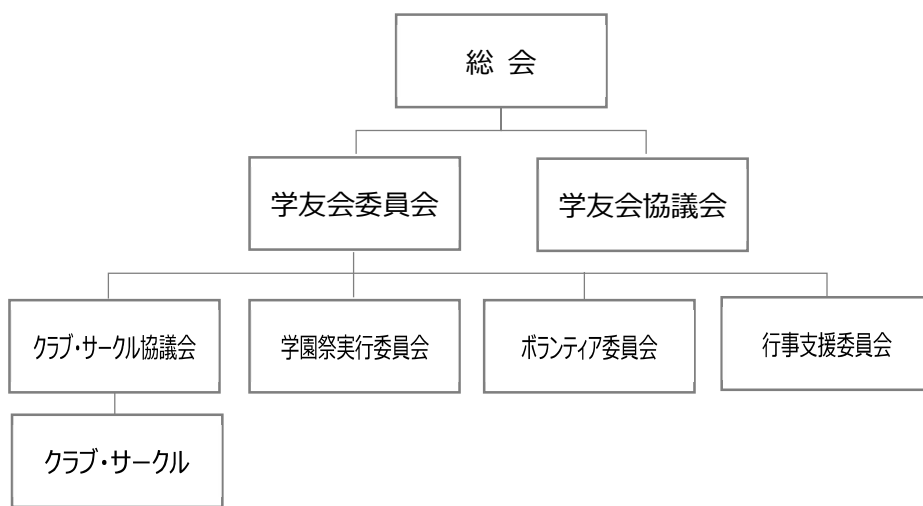 総 会
学友会委員会
学友会協議会
クラブ・サークル協議会
学園祭実行委員会
ボランティア委員会
行事支援委員会
クラブ・サークル